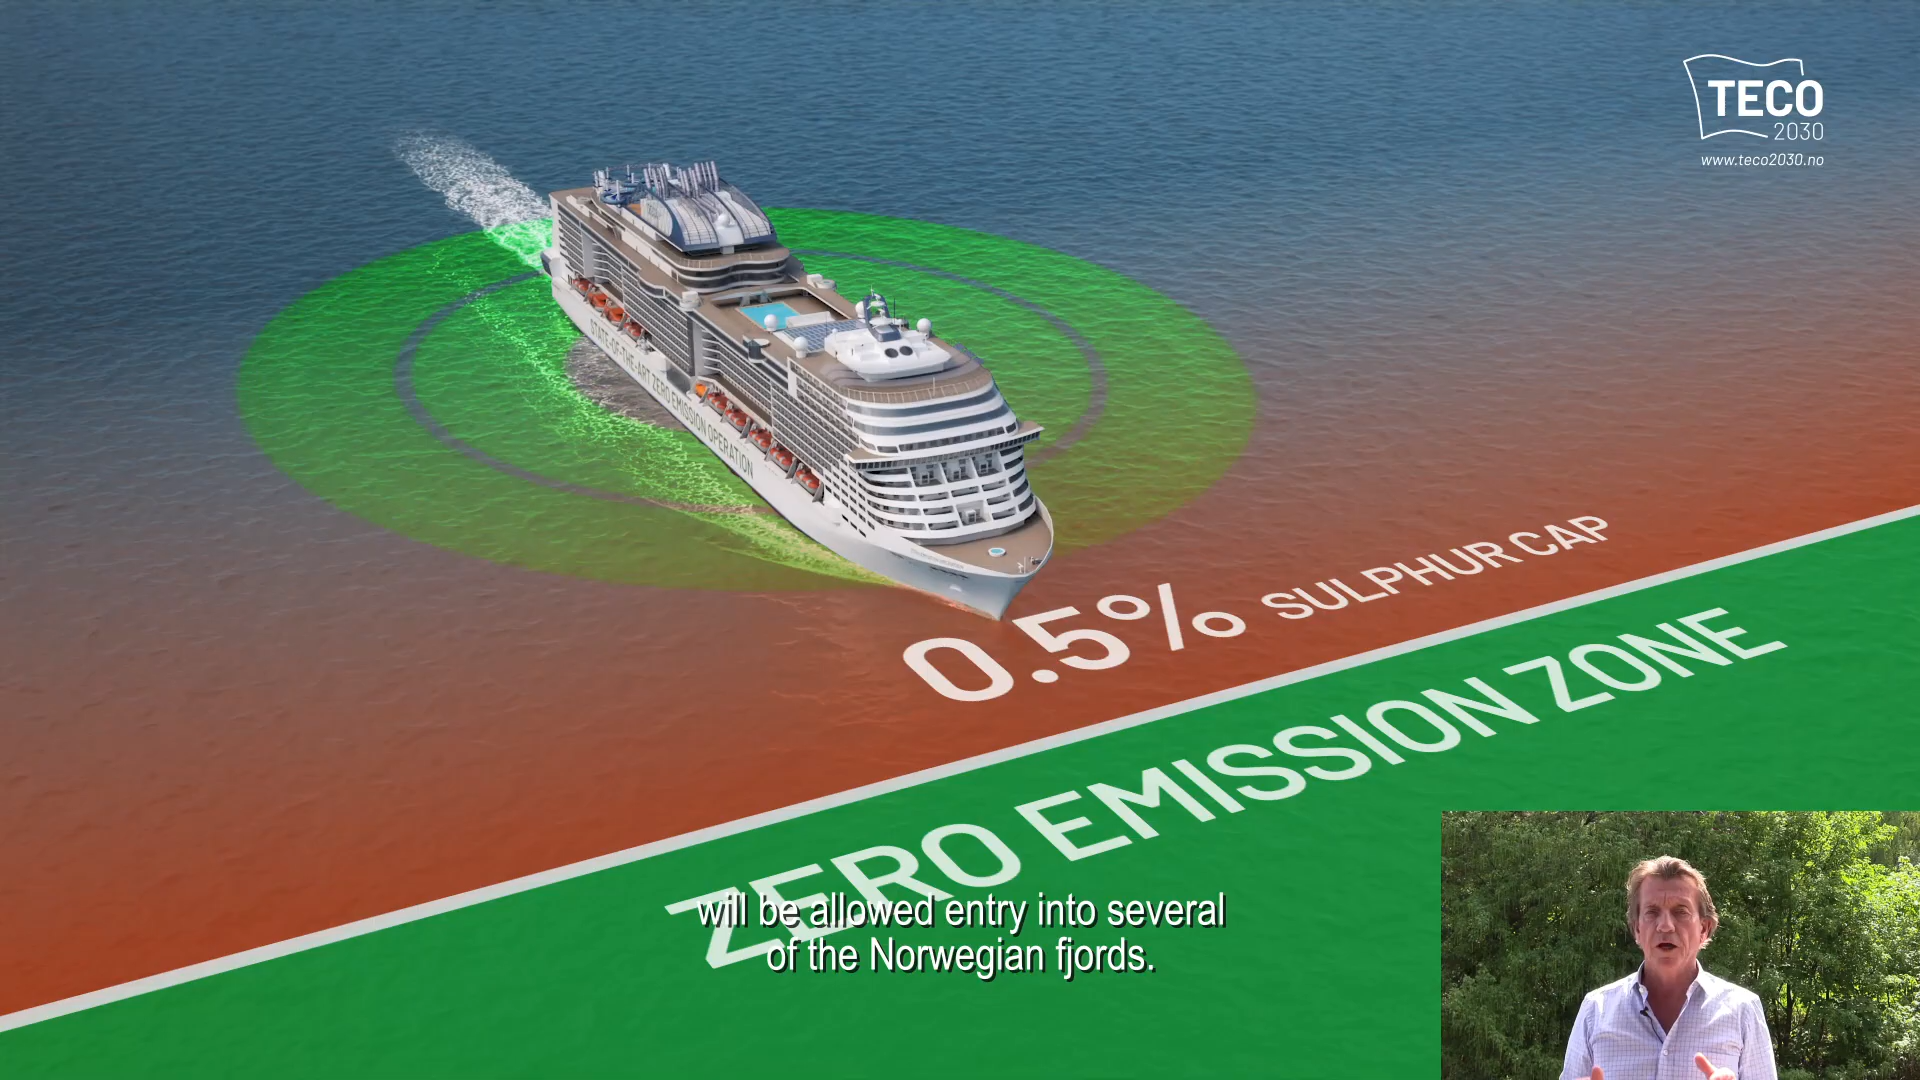 TECO
2030
www.teco2030.no
STATE-OF-THE-ART ZERO EMISSION OPERATION
0.5% SULPHUR CAP
ZERO EMISSION ZONE
will be allowed entry into several
of the Norwegian fjords.